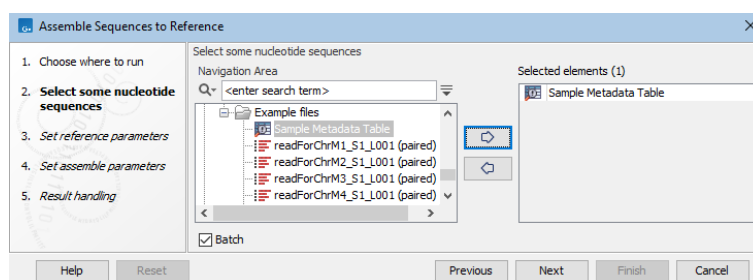 Assemble Sequences to Reference
1. Choose where to run
2. Select some nucleotide
sequences
3. Set reference parameters
4. Set assemble parameters
5. Result handling
Select some nucleotide sequences
Navigation Area
<enter search term>
Example files
Sample Metadata Table
readForChrM1_S1_L001 (paired)
readForChrM2_S1_L001 (paired)
readForChrM3_S1_L001 (paired)
readForChrM4_S1_L001 (paired)
Batch
Selected elements (1)
Sample Metadata Table
Help
Reset
Previous
Next
Finish
Cancel